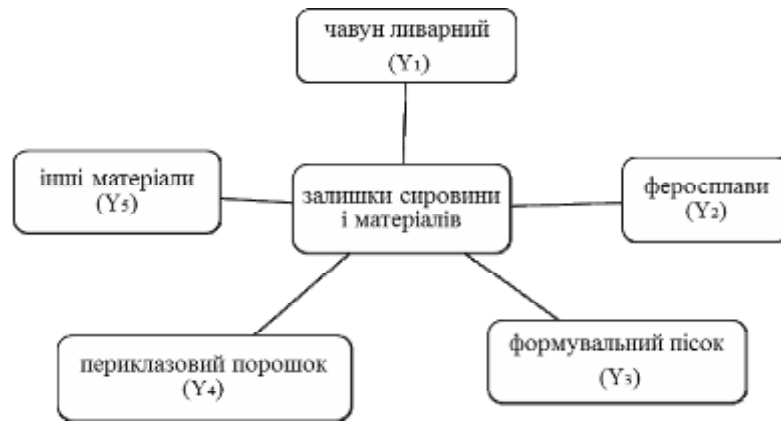 чавун ливарний
(Y₁)
інші матеріали
(Y₅)
залишки сировини
і матеріалів
феросплави
(Y₂)
периклазовий порошок
(Y₄)
формувальний пісок
(Y₃)